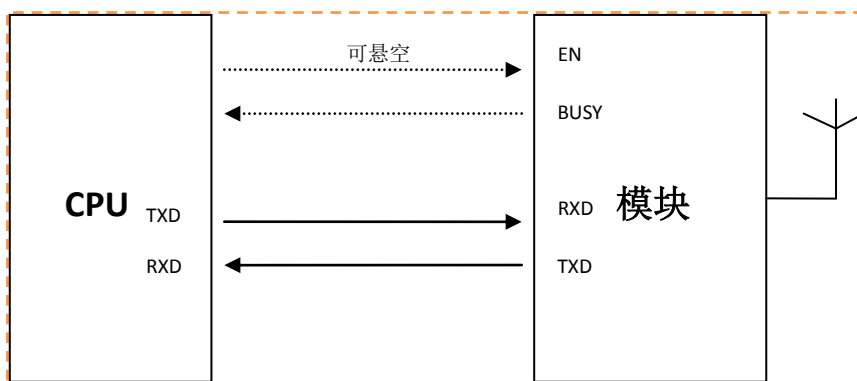 可悬空
EN
BUSY
CPU
TXD
RXD
模块
RXD
TXD